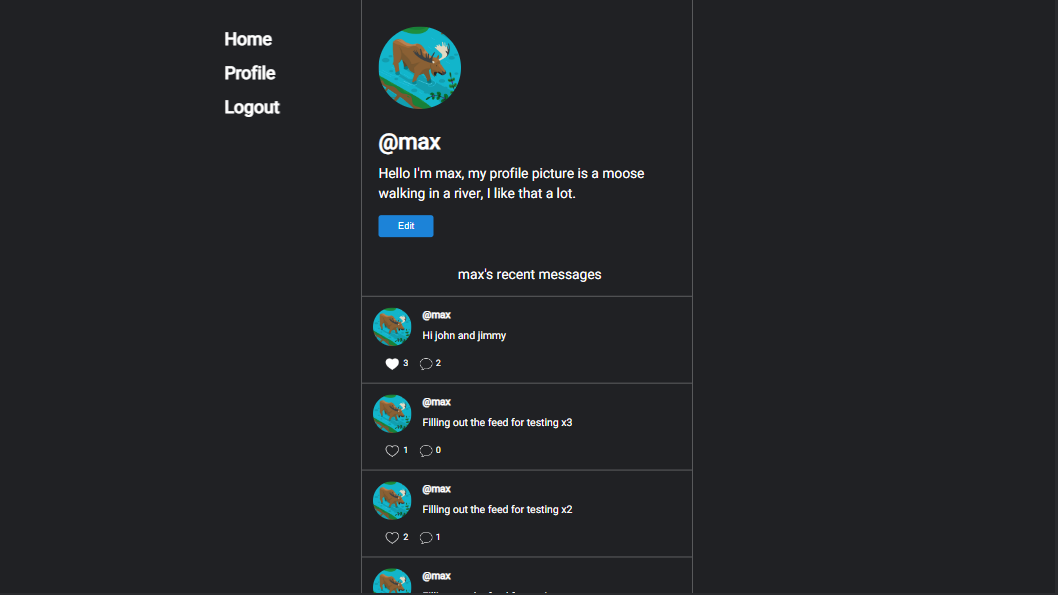 Home
Profile
Logout
@max
Hello I'm max, my profile picture is a moose
walking in a river, I like that a lot.
Edit
max's recent messages
@max
Hi john and jimmy
3 2
@max
Filling out the feed for testing x3
1 0
@max
Filling out the feed for testing x2
2 1
@max